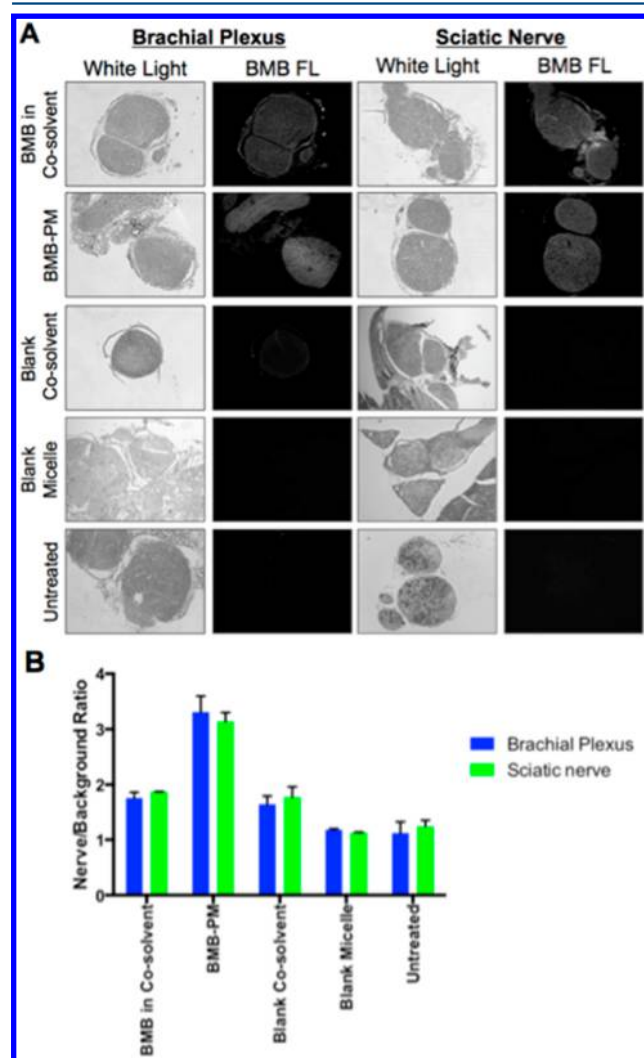 A
Brachial Plexus Sciatic Nerve
White Light BMB FL White Light BMB FL
BMB in
Co-solvent
BMB-PM
Blank
Co-solvent
Blank
Micelle
Untreated
B
Nerve/Background Ratio
4
3
2
1
0
Brachial Plexus
Sciatic nerve
BMB in Co-solvent
BMB-PM
Blank Co-solvent
Blank Micelle
Untreated